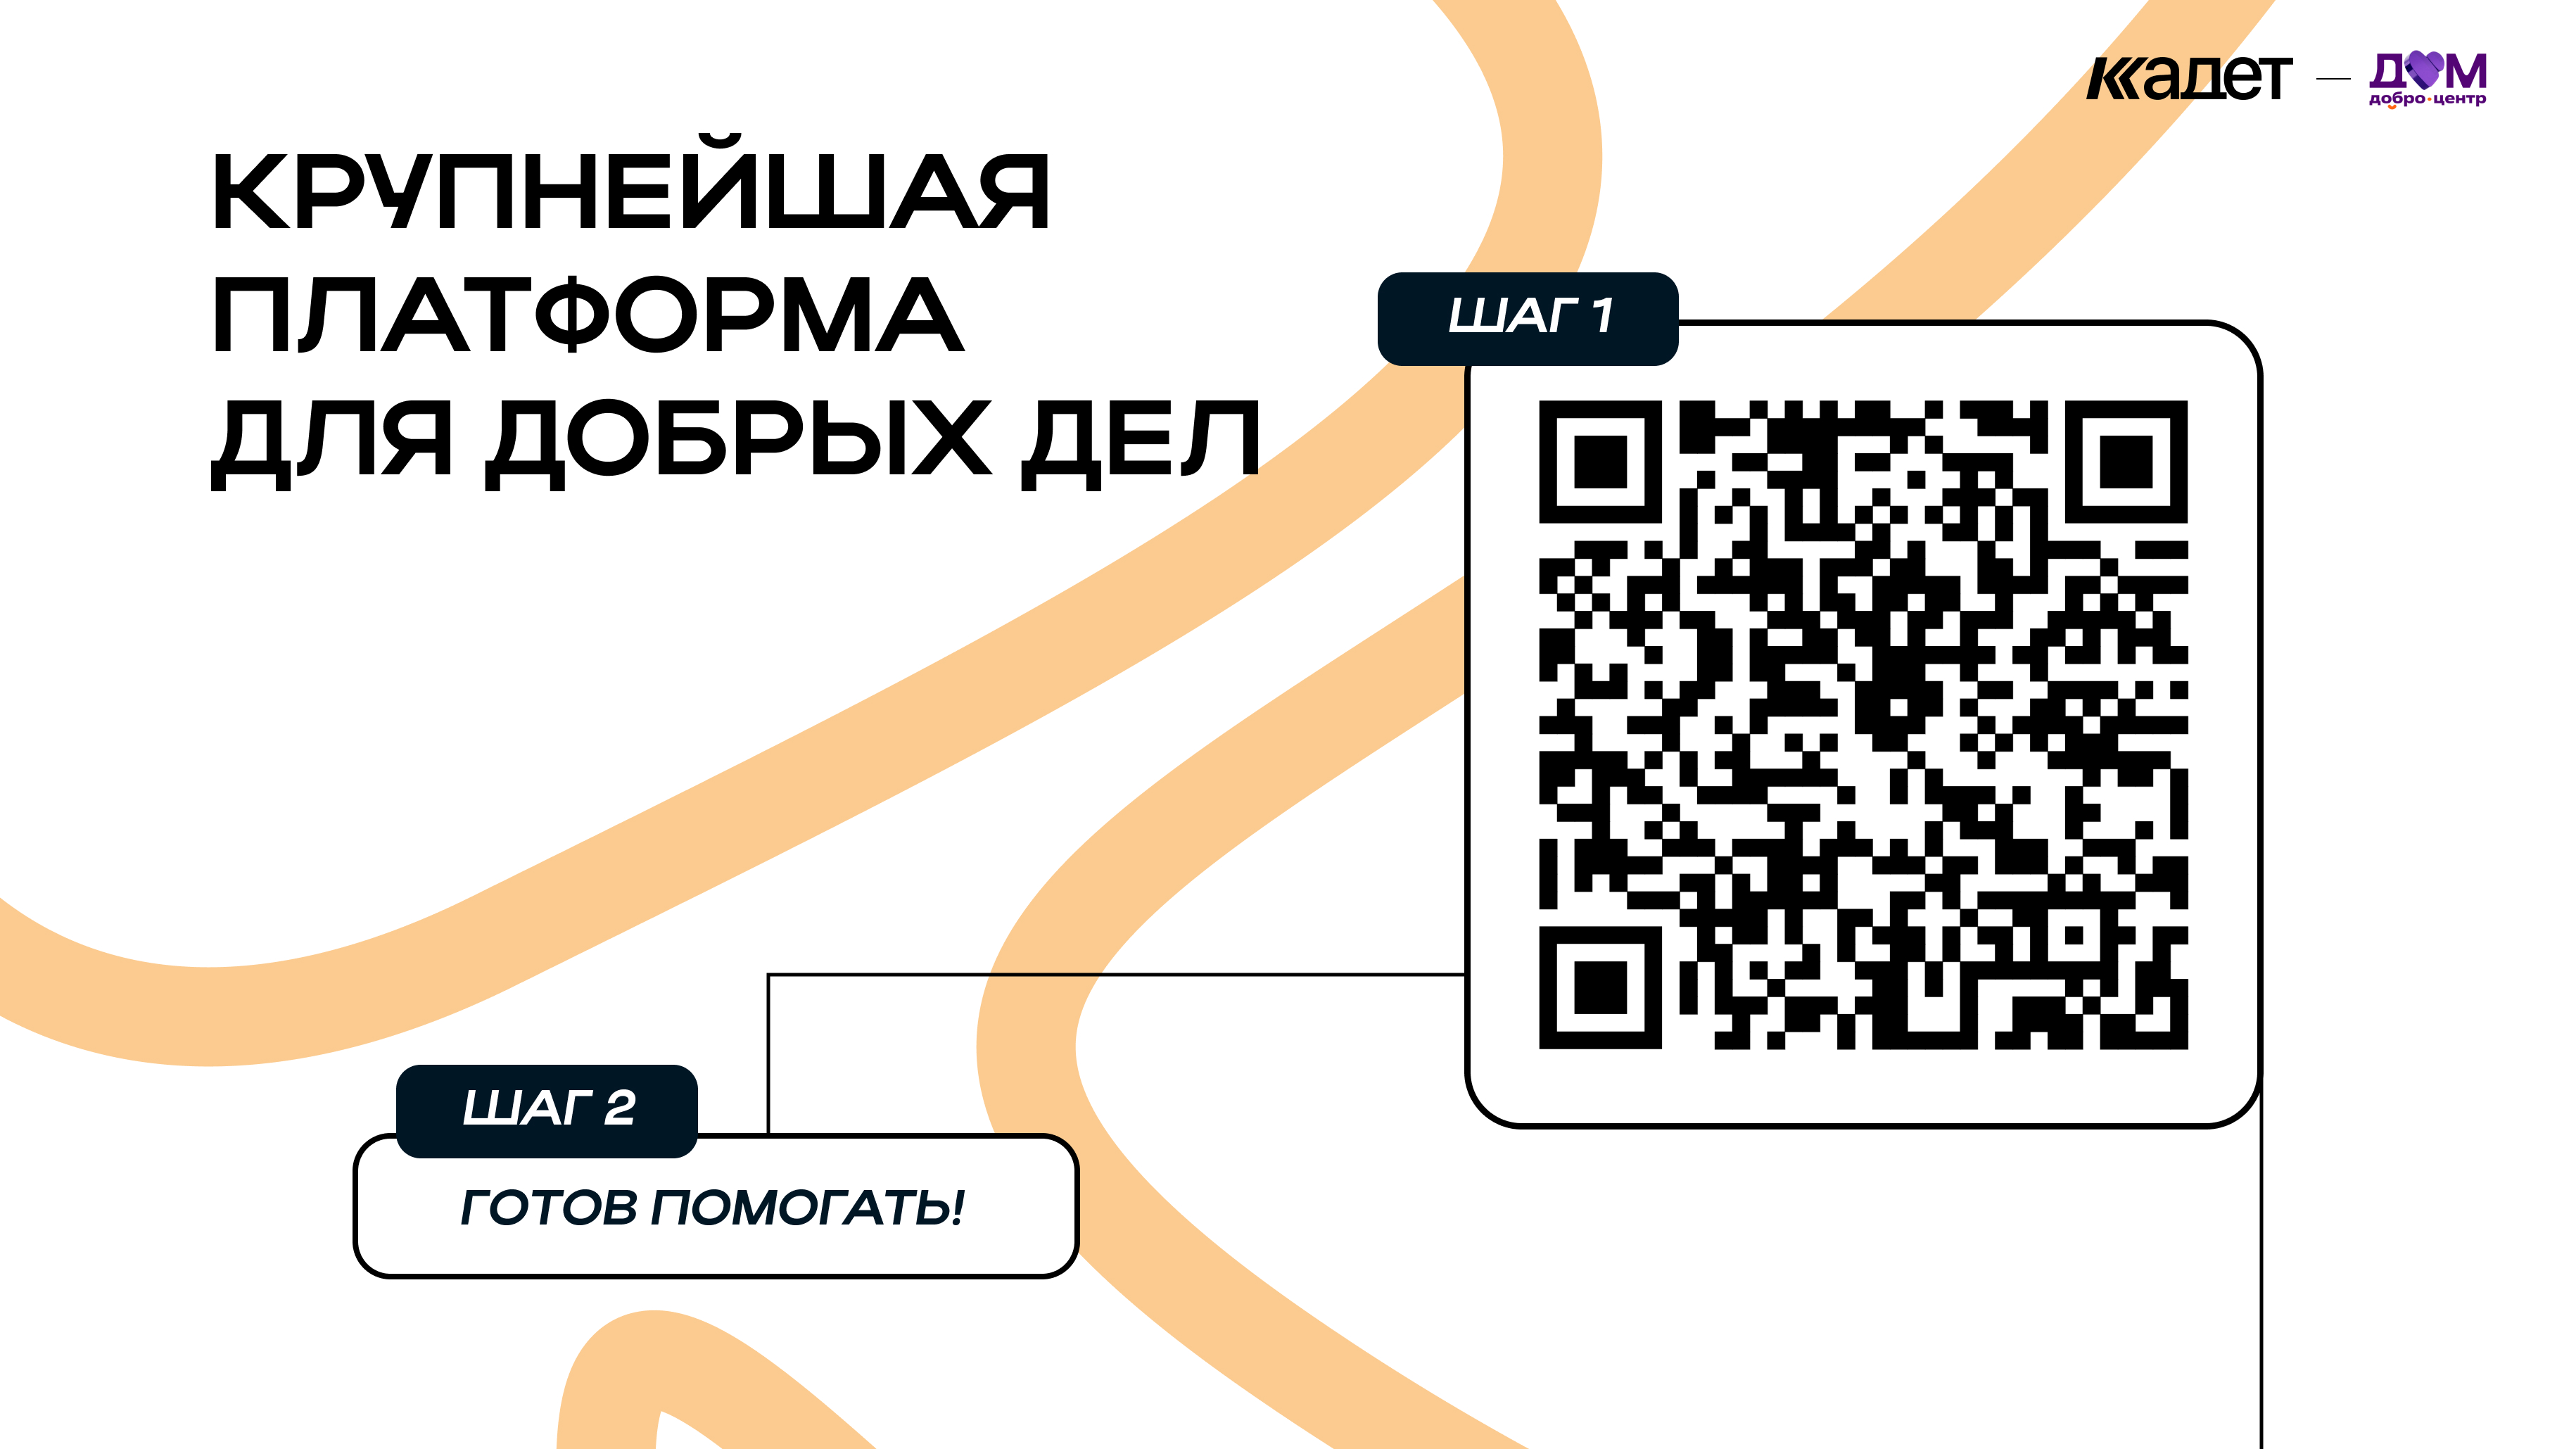 кадет — ДОМ
добро•центр
КРУПНЕЙШАЯ
ПЛАТФОРМА
ДЛЯ ДОБРЫХ ДЕЛ
ШАГ 1
ШАГ 2
ГОТОВ ПОМОГАТЬ!